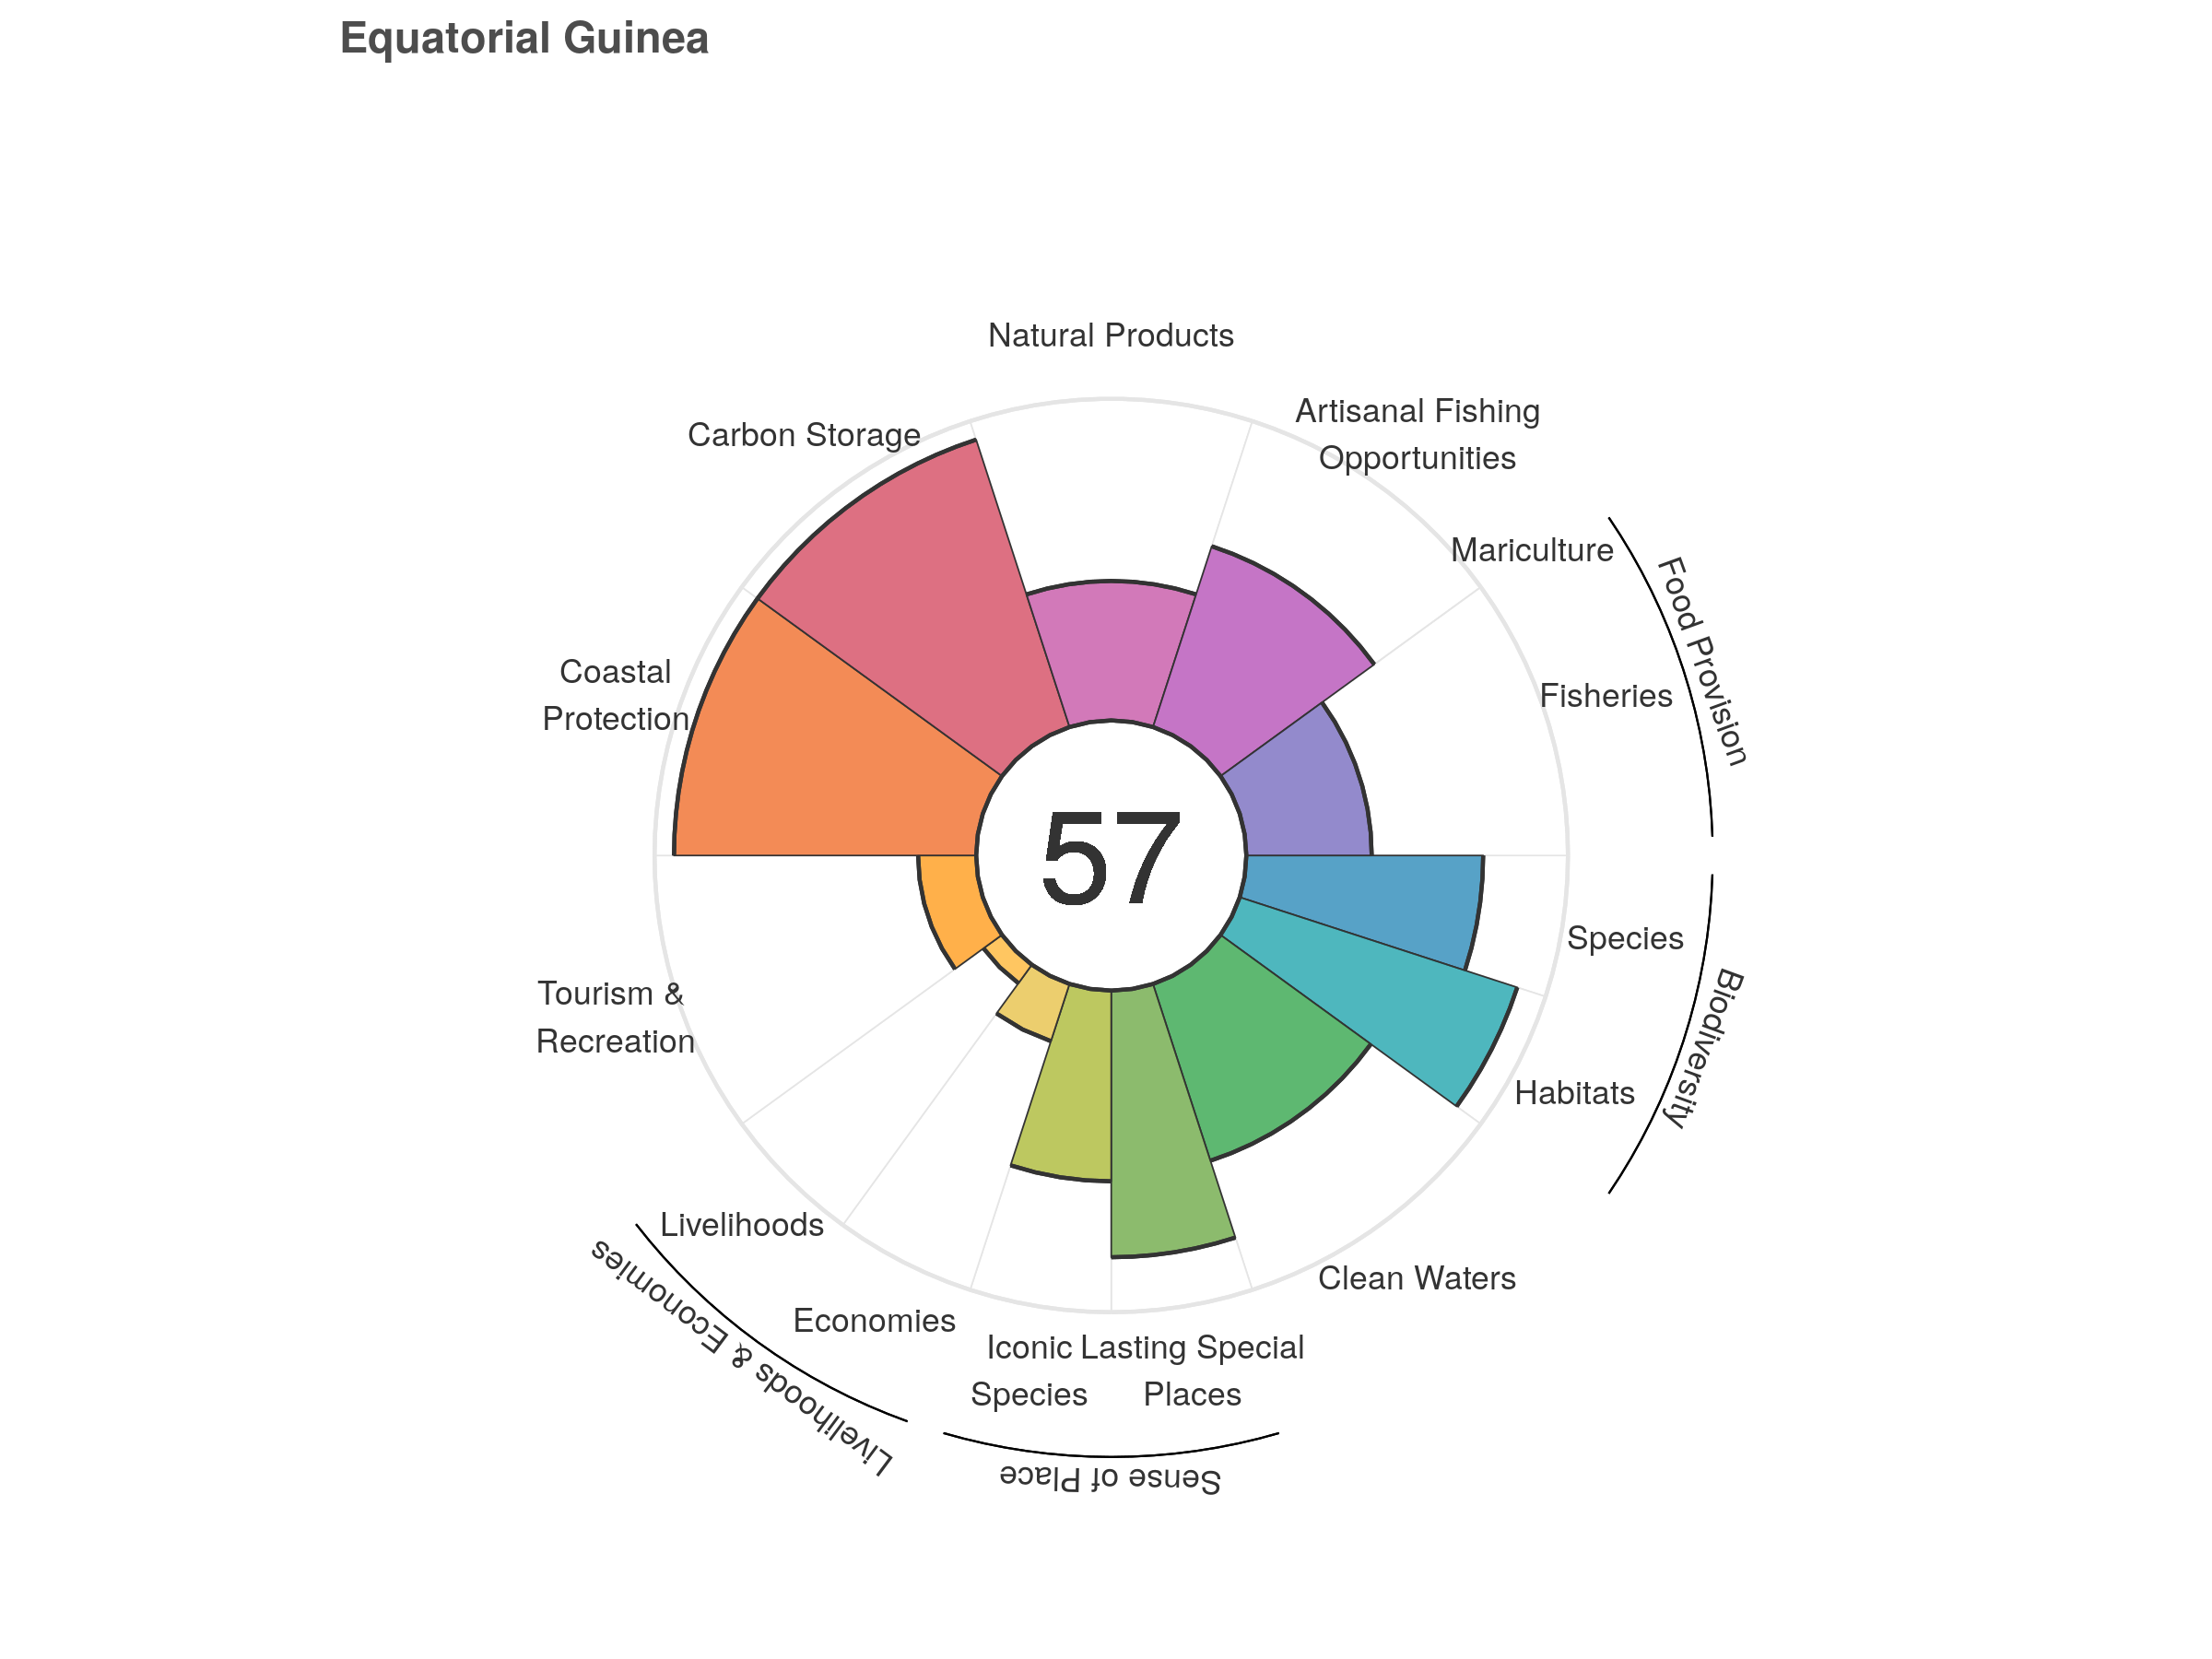 Equatorial Guinea
Natural Products
Artisanal Fishing
Opportunities
Carbon Storage
Mariculture
Food Provision
Fisheries
Coastal
Protection
57
Species
Biodiversity
Habitats
Tourism &
Recreation
Livelihoods
Clean Waters
Economies
Livelihoods & Economies
Iconic
Species
Lasting Special
Places
Sense of Place